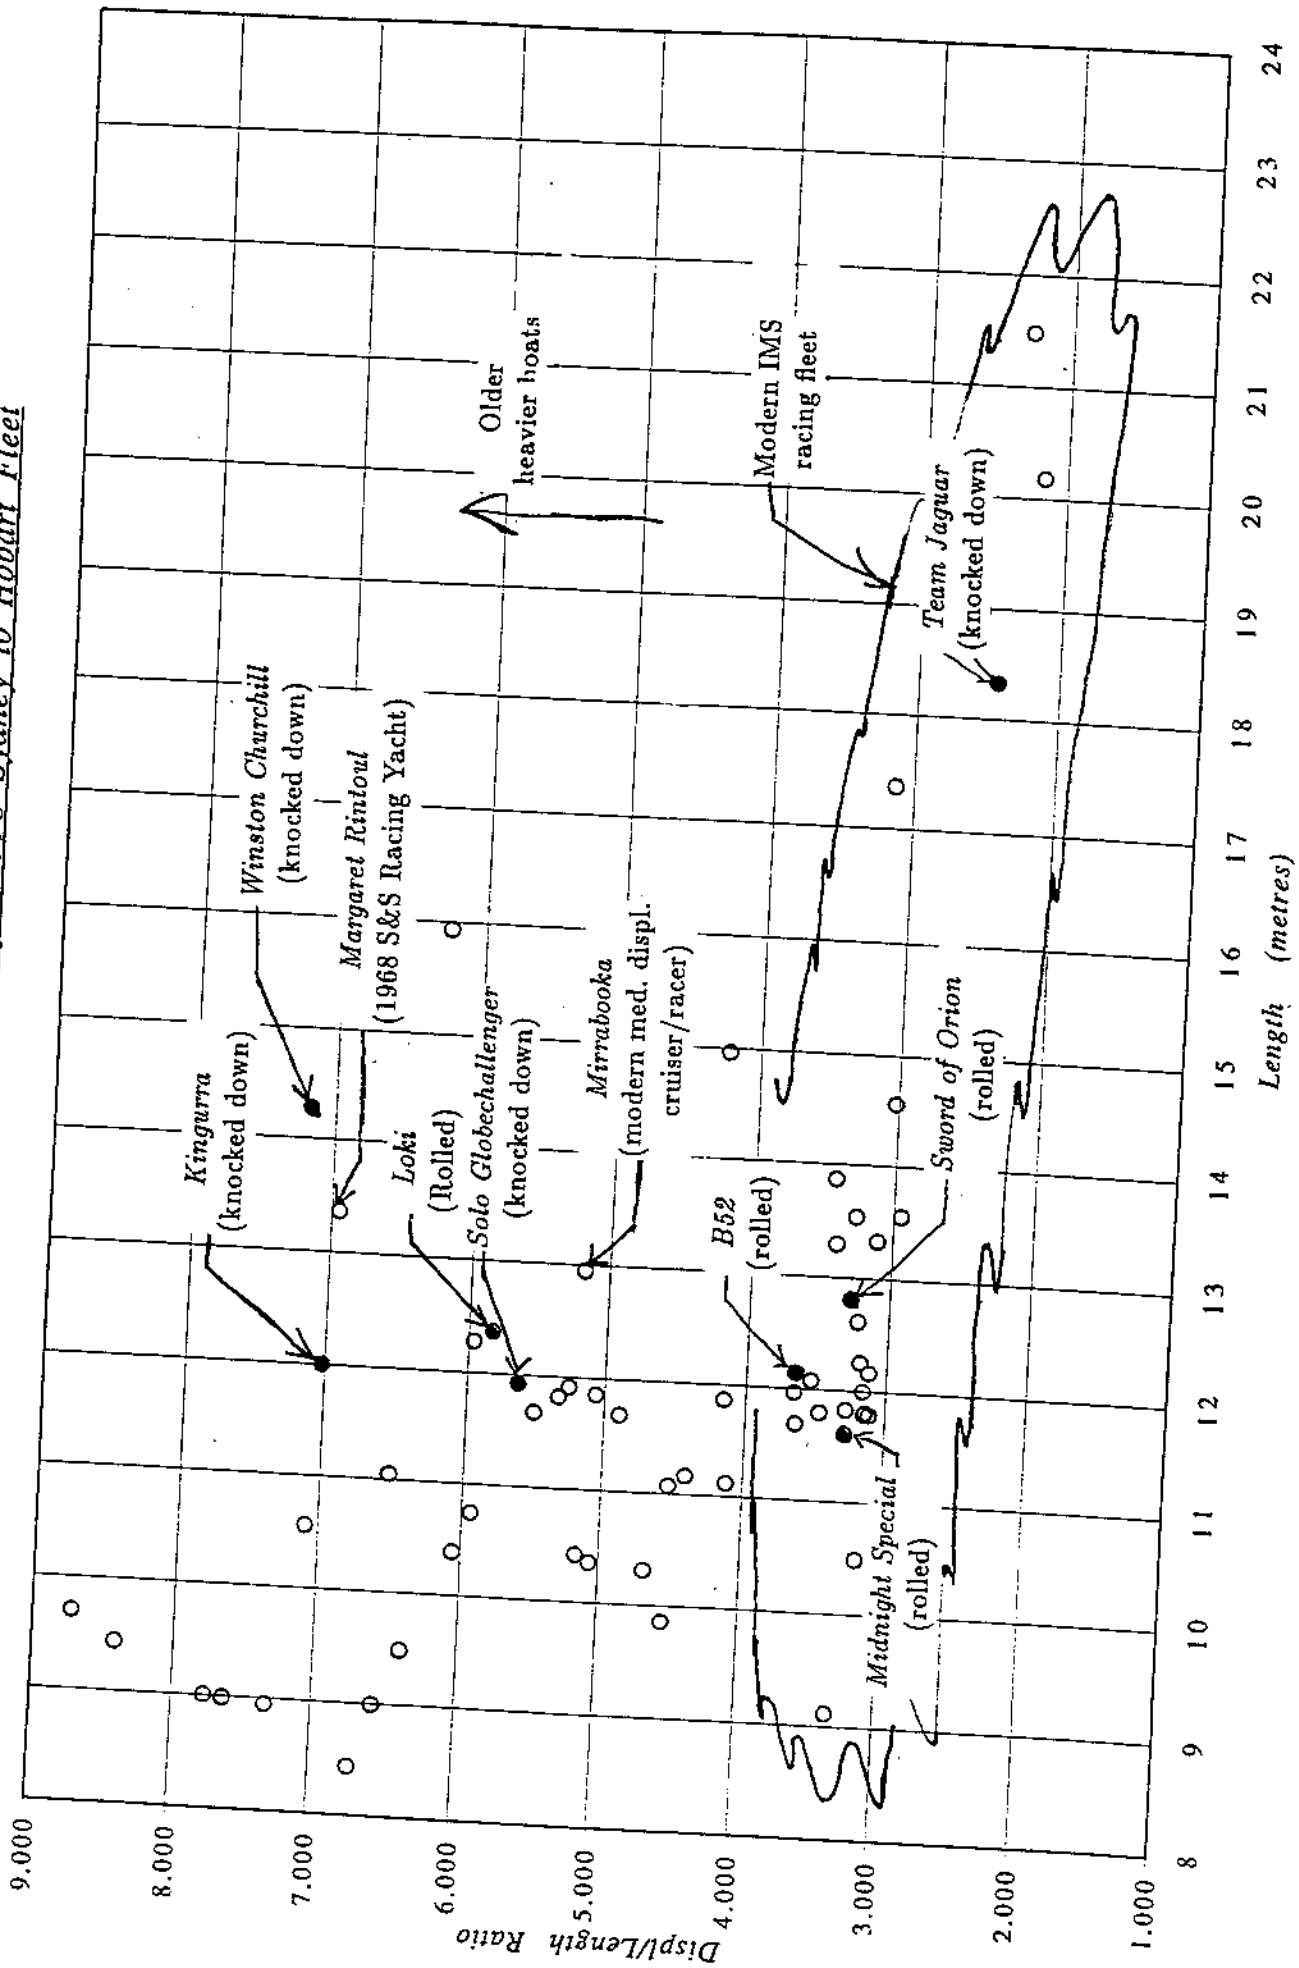 Sydney to Hobart Fleet
Winston Churchill
(knocked down)
Margaret Rintoul
(1968 S&S Racing Yacht)
Kingurra
(knocked down)
Loki
(Rolled)
Solo Globechallenger
(knocked down)
Mirrabooka
(modern med. displ.
cruiser/racer)
Older
heavier boats
Modern IMS
racing fleet
Team Jaguar
(knocked down)
B52
(rolled)
Sword of Orion
(rolled)
Midnight Special
(rolled)
Displ/Length Ratio
9.000
8.000
7.000
6.000
5.000
4.000
3.000
2.000
1.000
8
9
10
11
12
13
14
15
16
17
18
19
20
21
22
23
24
Length (metres)